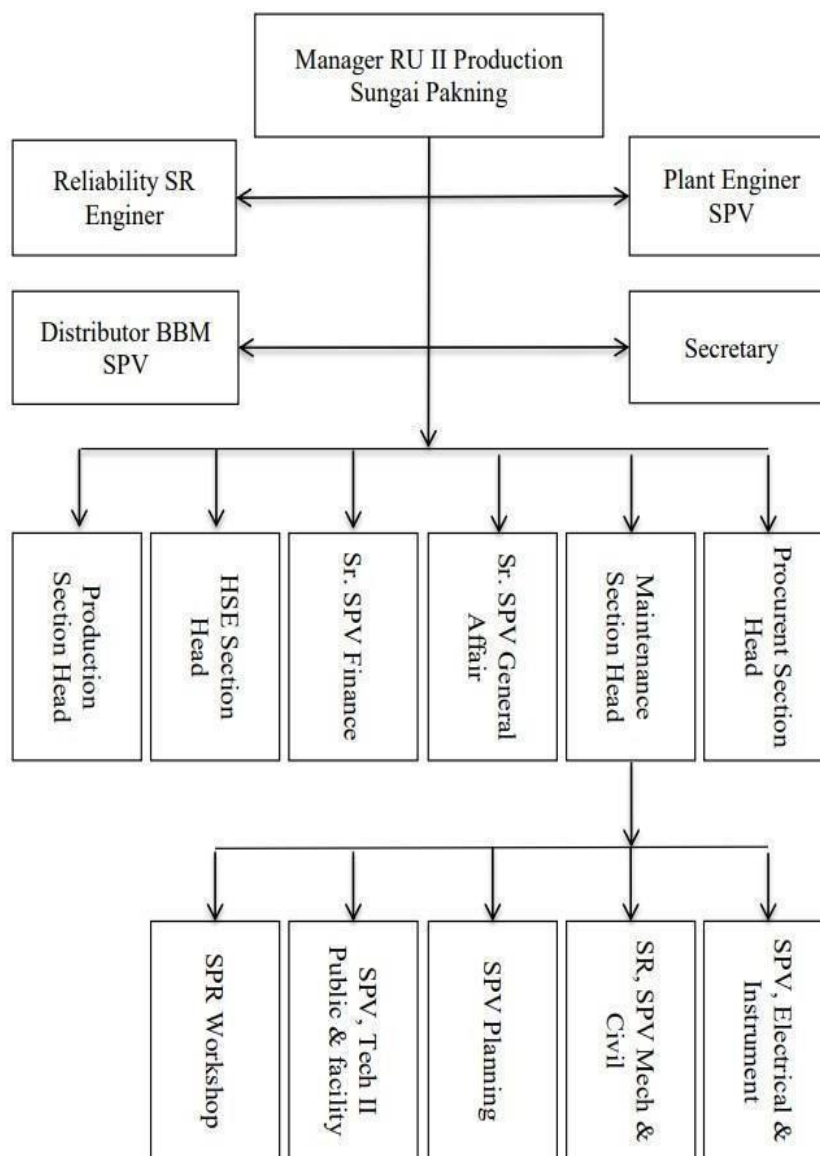 Manager RU II Production
Sungai Pakning
Reliability SR
Enginer
Plant Enginer
SPV
Distributor BBM
SPV
Secretary
Production
Section Head
HSE Section
Head
Sr. SPV Finance
Sr. SPV General
Affair
Maintenance
Section Head
Procurent Section
Head
SPR Workshop
SPV, Tech II
Public & facility
SPV Planning
SR, SPV Mech &
Civil
SPV, Electrical &
Instrument